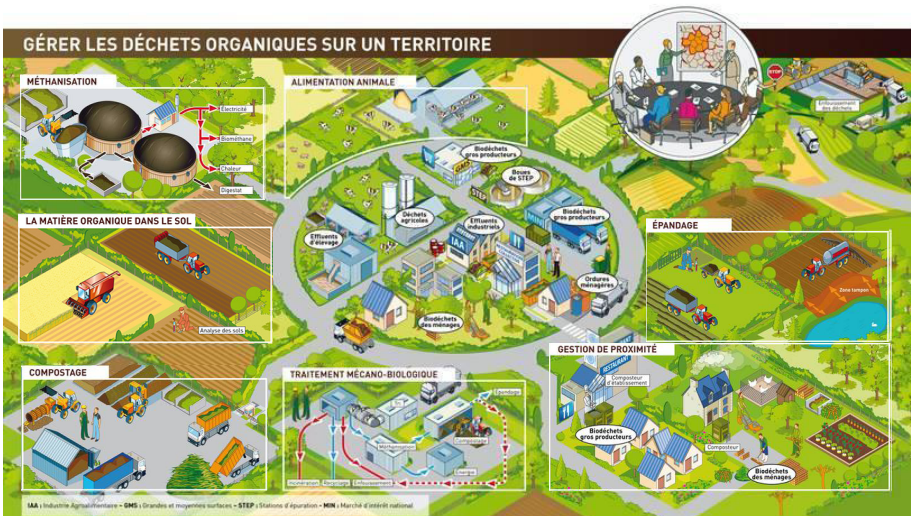 GÉRER LES DÉCHETS ORGANIQUES SUR UN TERRITOIRE
MÉTHANISATION
Électricité
Biométhane
Chaleur
Digestat
ALIMENTATION ANIMALE
STOP
Enfouissement
des déchets
Biodéchets
gros producteurs
STEP
Boues
de STEP
LA MATIÈRE ORGANIQUE DANS LE SOL
Analyse des sols
Déchets
agricoles
Effluents
d'élevage
Effluents
industriels
IAA
MIN
Biodéchets
gros producteurs
Ordures
ménagères
Biodéchets
des ménages
ÉPANDAGE
Zone tampon
COMPOSTAGE
TRAITEMENT MÉCANO-BIOLOGIQUE
Épandage
Méthanisation
Compostage
Énergie
Incinération
Recyclage
Enfouissement
GESTION DE PROXIMITÉ
RESTAURANT
Composteur
d'établissement
Biodéchets
gros producteurs
Composteur
Biodéchets
des ménages
IAA : Industrie Agroalimentaire - GMS : Grandes et moyennes surfaces - STEP : Stations d'épuration - MIN : Marché d'intérêt national